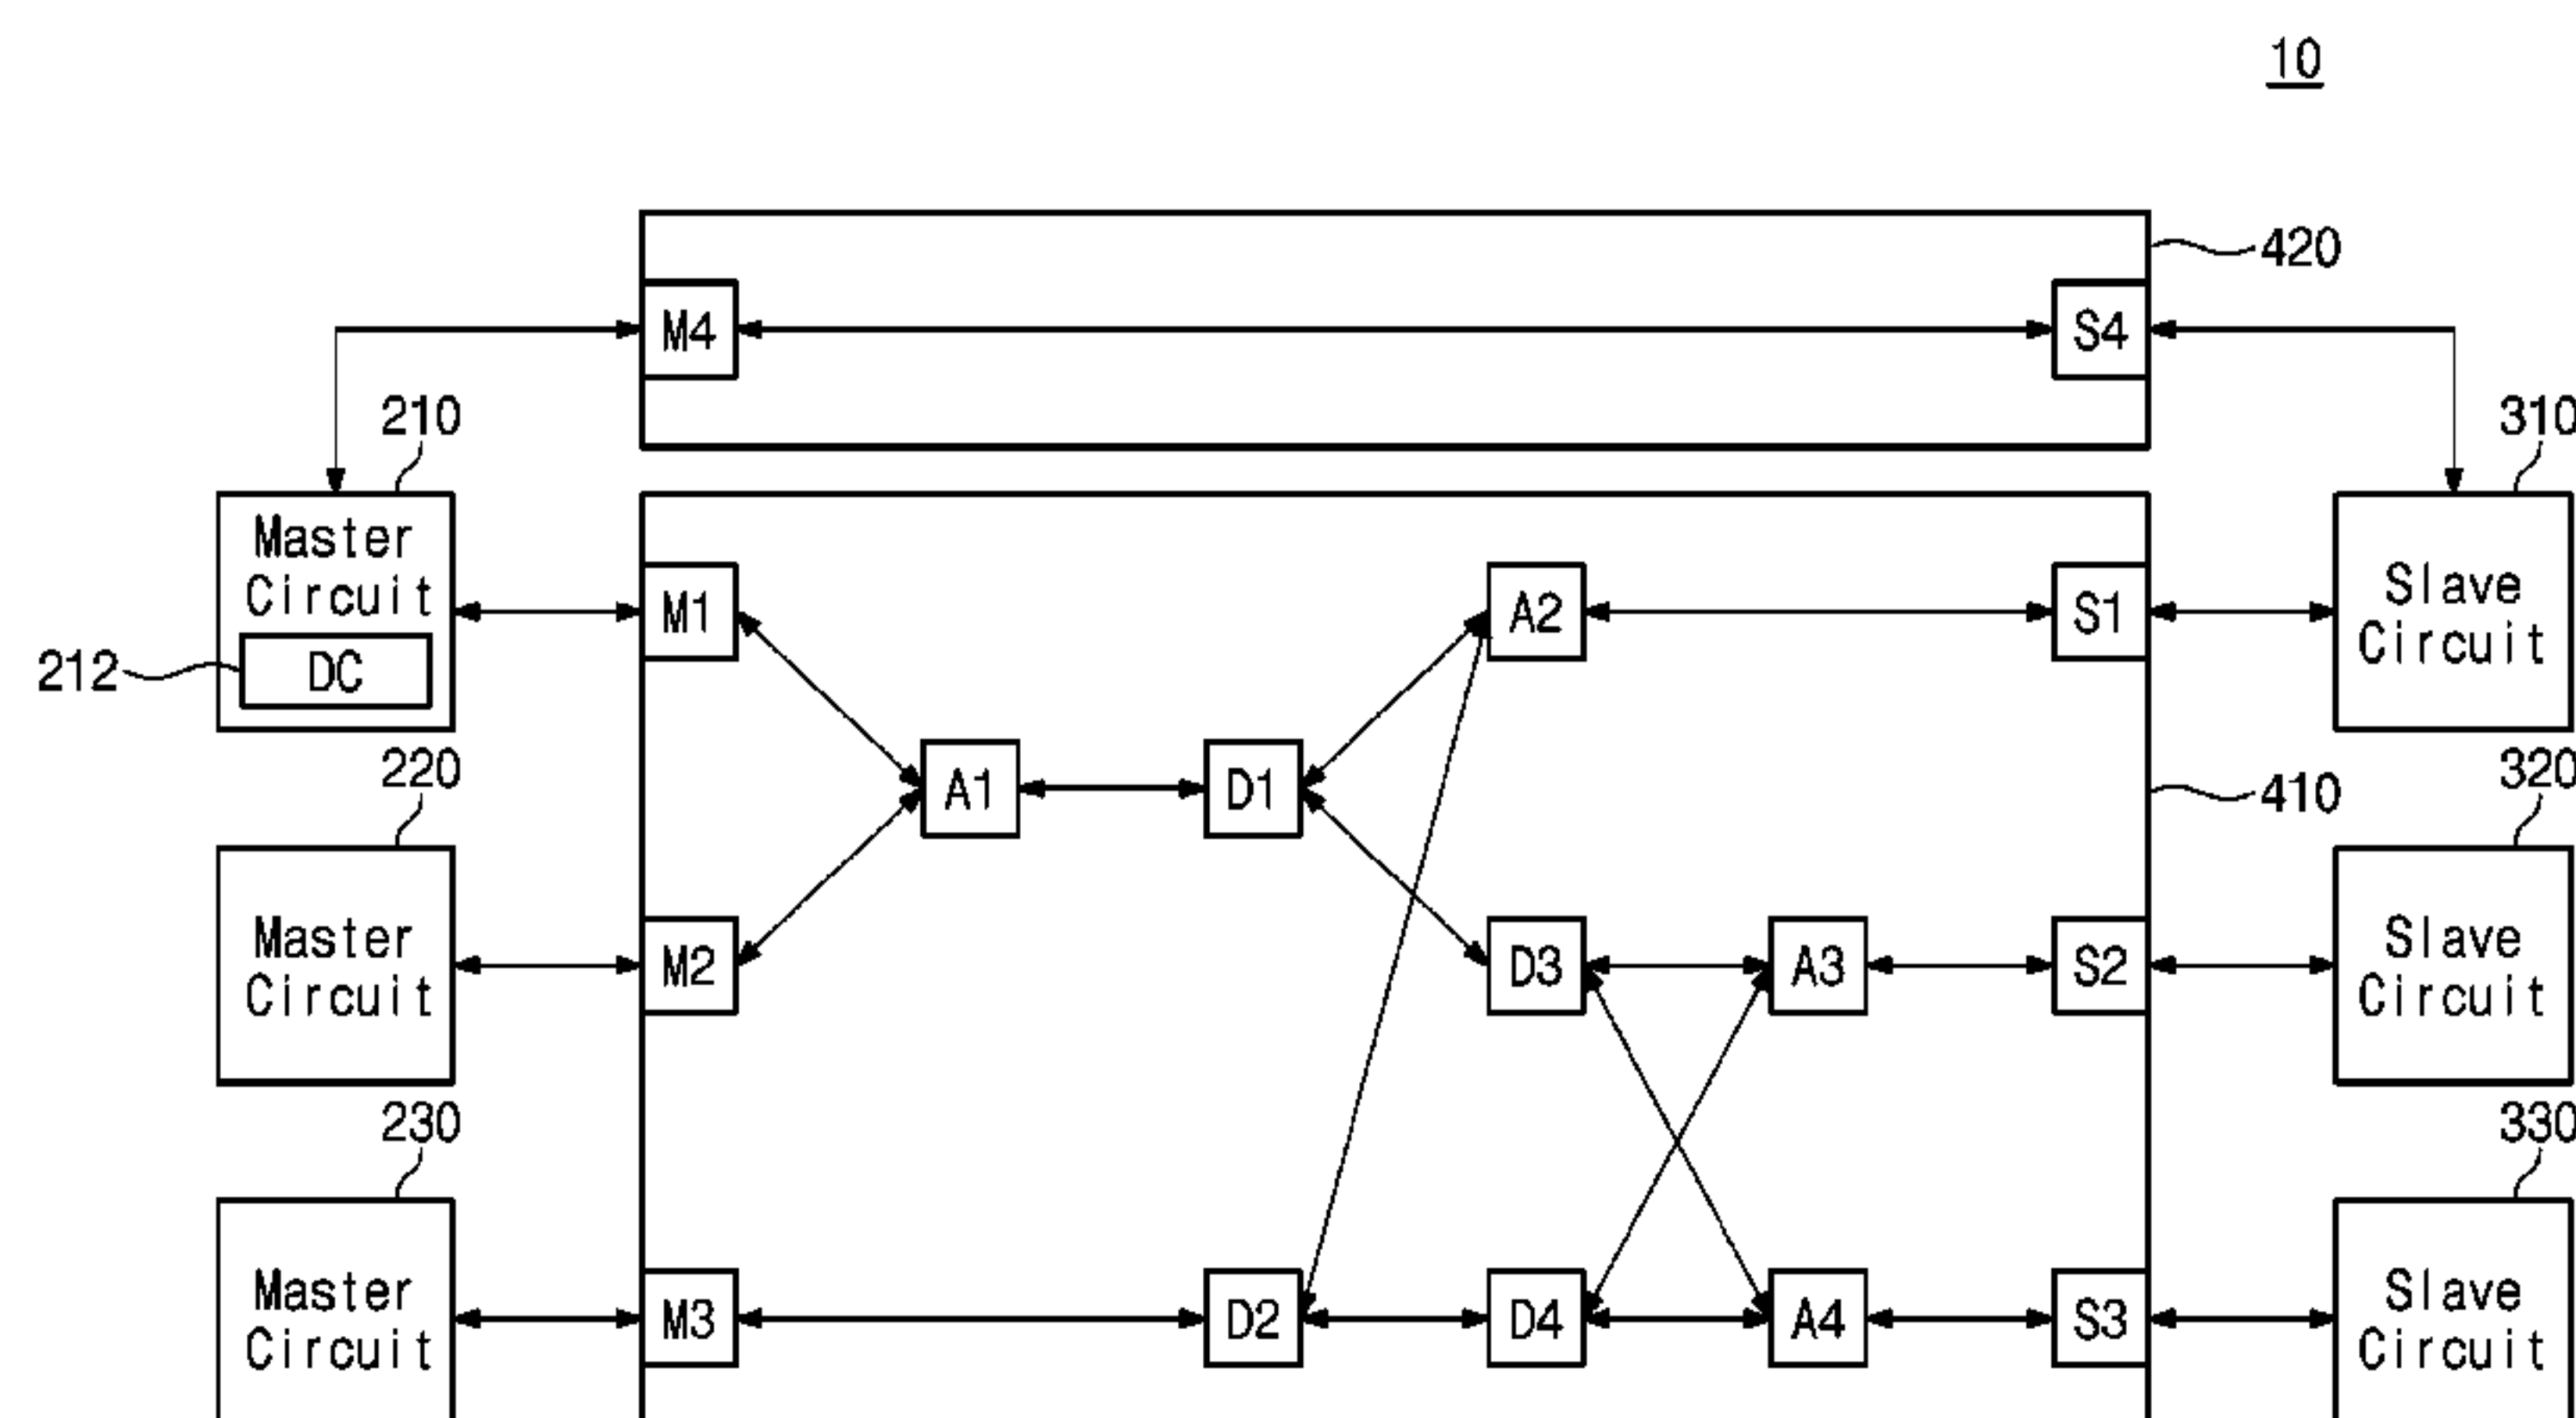 10
420
M4
S4
210
310
Master
Circuit
DC
212
M1
A2
S1
Slave
Circuit
220
A1
D1
320
410
Master
Circuit
M2
D3
A3
S2
Slave
Circuit
230
330
Master
Circuit
M3
D2
D4
A4
S3
Slave
Circuit